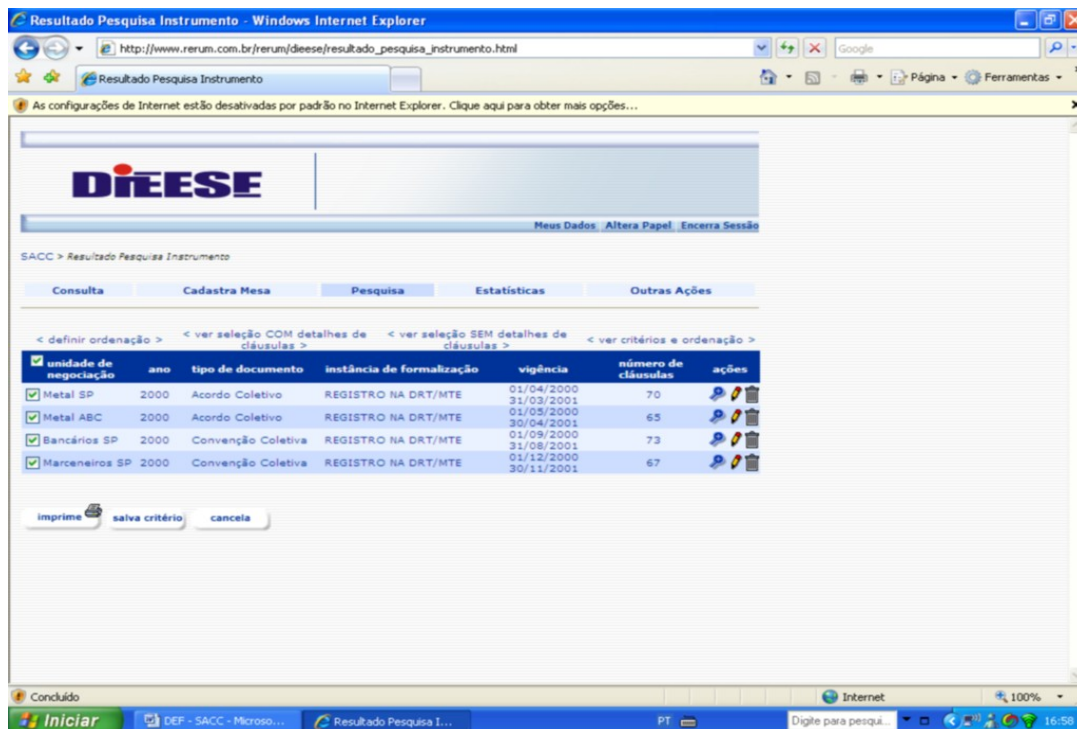 Resultado Pesquisa Instrumento - Windows Internet Explorer
http://www.rerum.com.br/rerum/dieese/resultado_pesquisa_instrumento.html
Google
Resultado Pesquisa Instrumento
Página
Ferramentas
As configurações de Internet estão desativadas por padrão no Internet Explorer. Clique aqui para obter mais opções...
DIEESE
Meus Dados Altera Papel Encerra Sessão
SACC > Resultado Pesquisa Instrumento
Consulta Cadastra Mesa Pesquisa Estatísticas Outras Ações
< definir ordenação > < ver seleção COM detalhes de cláusulas > < ver seleção SEM detalhes de cláusulas > < ver critérios e ordenação >
unidade de negociação ano tipo de documento instância de formalização vigência número de cláusulas ações
Metal SP 2000 Acordo Coletivo REGISTRO NA DRT/MTE 01/04/2000 31/03/2001 70
Metal ABC 2000 Acordo Coletivo REGISTRO NA DRT/MTE 01/05/2000 30/04/2001 65
Bancários SP 2000 Convenção Coletiva REGISTRO NA DRT/MTE 01/09/2000 31/08/2001 73
Marceneiros SP 2000 Convenção Coletiva REGISTRO NA DRT/MTE 01/12/2000 30/11/2001 67
imprime salva critério cancela
Concluído
Internet
100%
Iniciar
DEF - SACC - Microso...
Resultado Pesquisa I...
PT
Digite para pesqui...
16:58